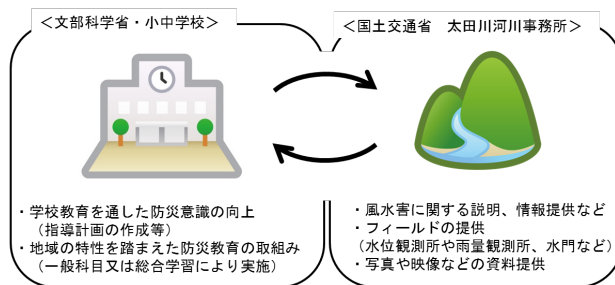 ＜文部科学省・小中学校＞
・学校教育を通した防災意識の向上
（指導計画の作成等）
・地域の特性を踏まえた防災教育の取組み
（一般科目又は総合学習により実施）
＜国土交通省　太田川河川事務所＞
・風水害に関する説明、情報提供など
・フィールドの提供
（水位観測所や雨量観測所、水門など）
・写真や映像などの資料提供